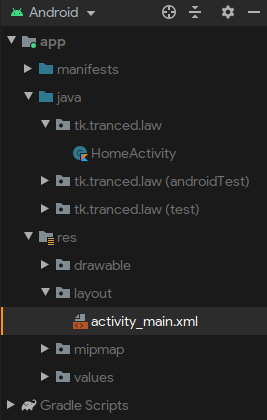 Android
app
manifests
java
tk.tranced.law
HomeActivity
tk.tranced.law (androidTest)
tk.tranced.law (test)
res
drawable
layout
activity_main.xml
mipmap
values
Gradle Scripts